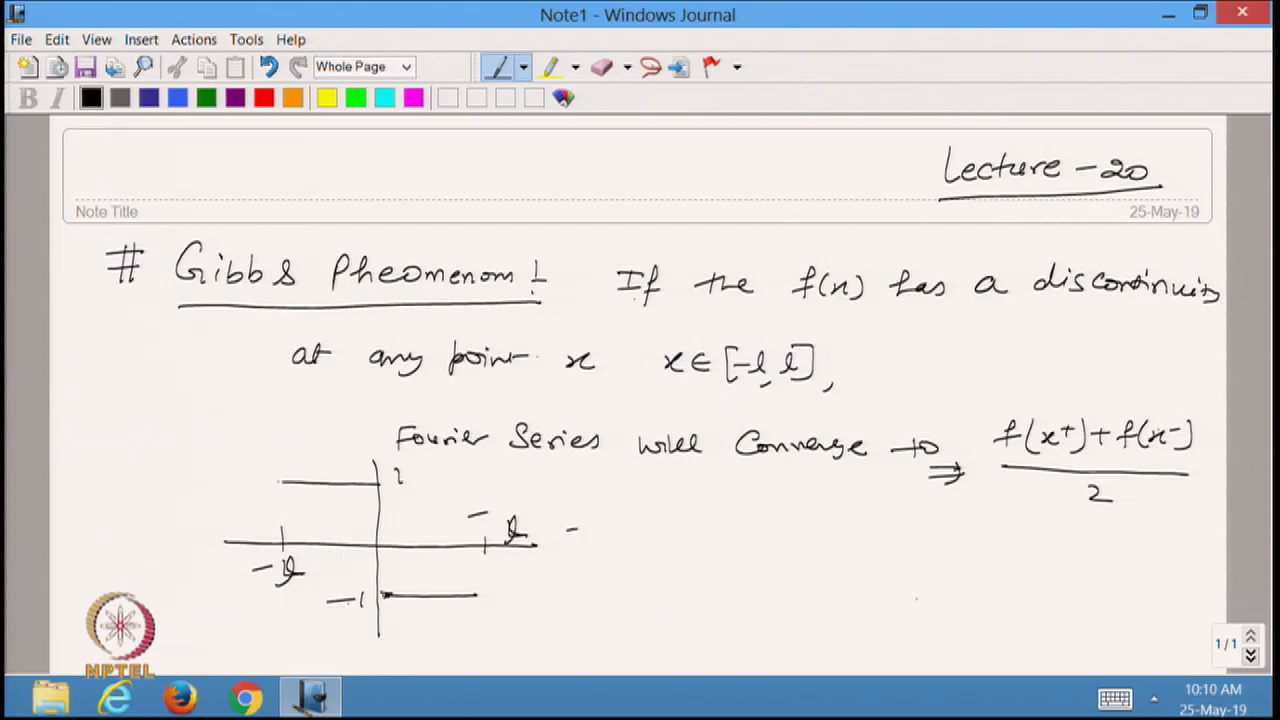 Note1 - Windows Journal
File Edit View Insert Actions Tools Help
Whole Page
B I
Lecture - 20
Note Title
25-May-19
# Gibbs Pheomenom! If the f(x) has a discontinuity
at any point x x ∈ [-l, l],
Fourier Series will Converge to ⇒ f(x+) + f(x-) / 2
1
l
-l
-1
NPTEL
1 / 1
10:10 AM
25-May-19